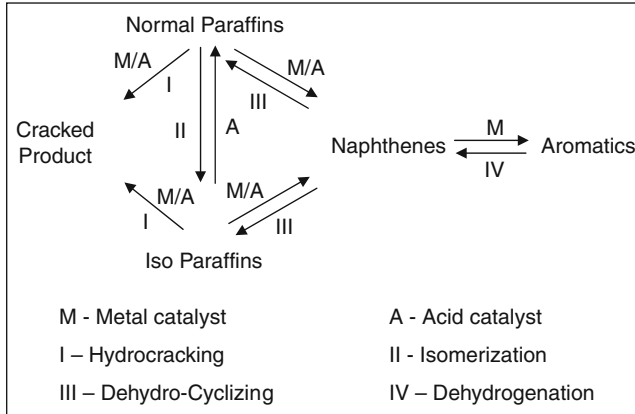 Normal Paraffins
M/A
M/A
I
III
II
A
Cracked
Product
Naphthenes
M
Aromatics
IV
M/A
M/A
I
III
Iso Paraffins
M - Metal catalyst
A - Acid catalyst
I – Hydrocracking
II - Isomerization
III – Dehydro-Cyclizing
IV – Dehydrogenation